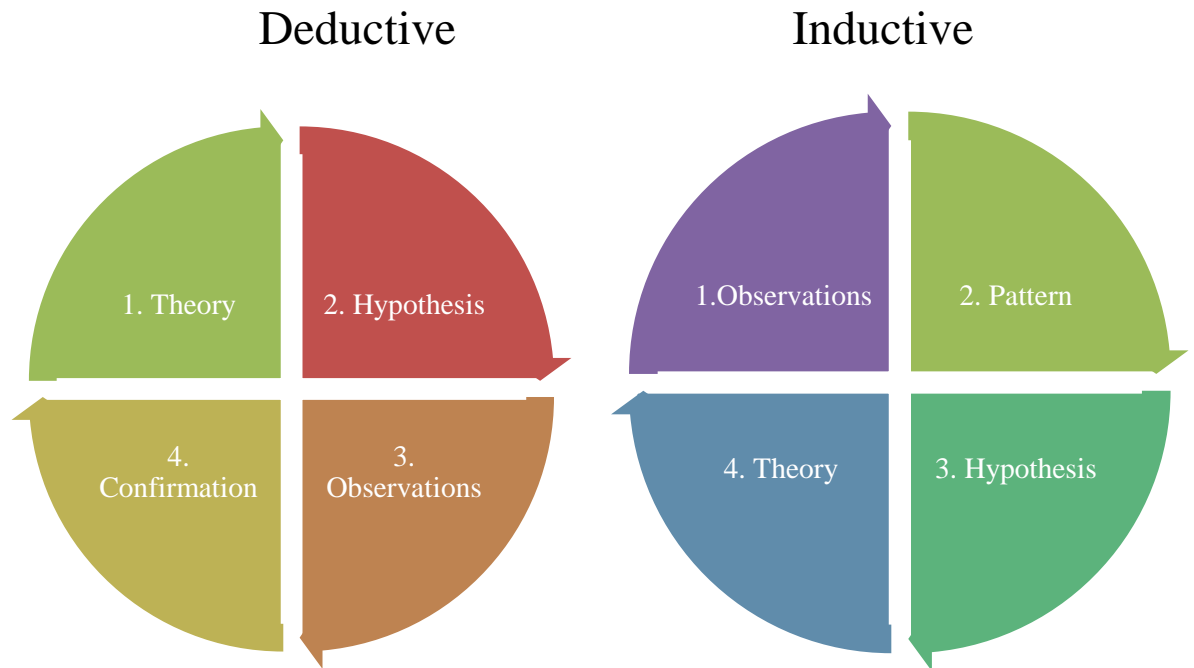 Deductive
Inductive
1. Theory
2. Hypothesis
4.
Confirmation
3.
Observations
1.Observations
2. Pattern
4. Theory
3. Hypothesis